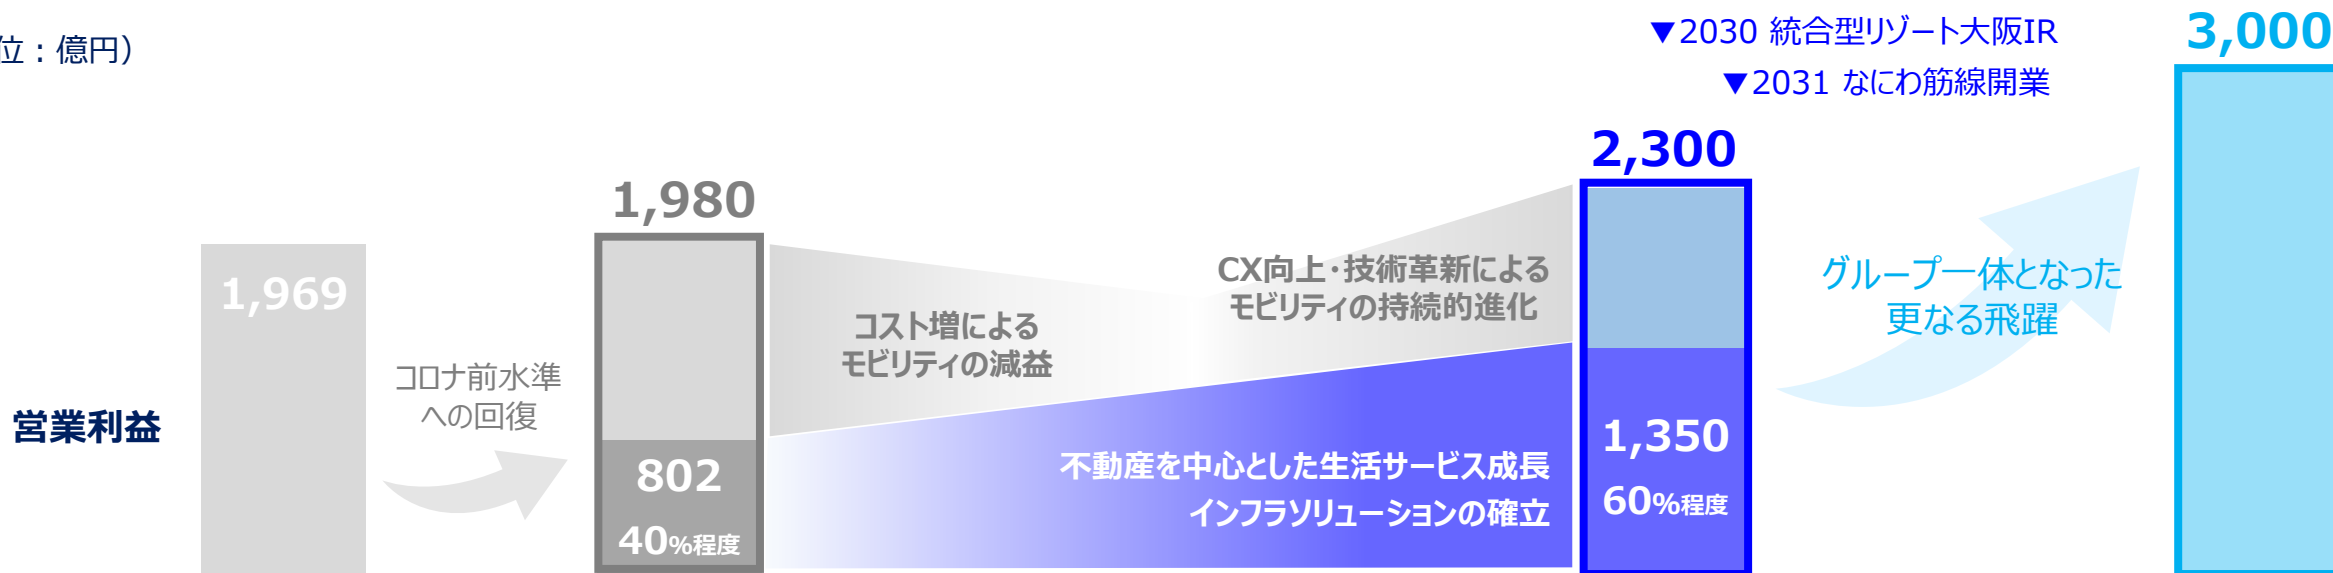 位：億円）
▼2030 統合型リゾート大阪IR
▼2031 なにわ筋線開業
3,000
2,300
1,980
1,969
コロナ前水準
への回復
営業利益
802
40%程度
コスト増による
モビリティの減益
CX向上・技術革新による
モビリティの持続的進化
不動産を中心とした生活サービス成長
インフラソリューションの確立
1,350
60%程度
グループ一体となった
更なる飛躍